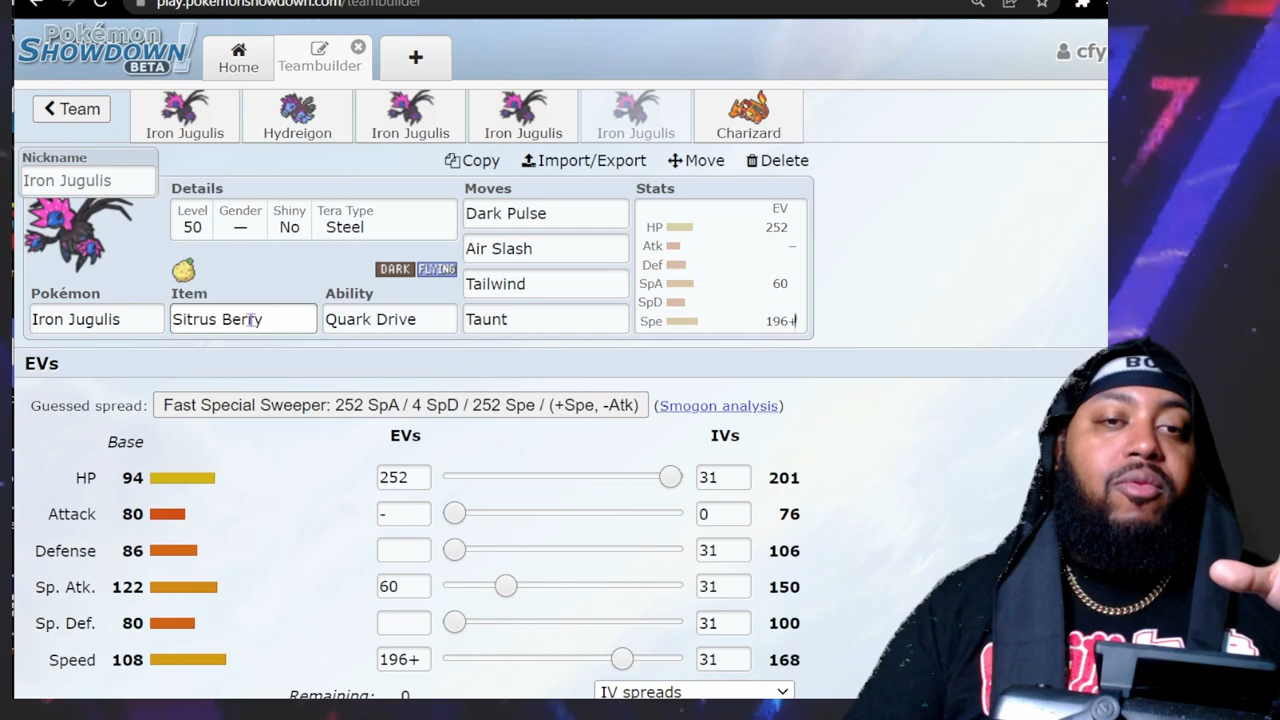 play.pokemonshowdown.com/teambuilder
Pokémon
SHOWDOWN!
BETA
Home
Teambuilder
+
cfy
Team
Iron Jugulis
Hydreigon
Iron Jugulis
Iron Jugulis
Iron Jugulis
Charizard
Copy
Import/Export
Move
Delete
Nickname
Iron Jugulis
Details
Level
50
Gender
—
Shiny
No
Tera Type
Steel
DARK FLYING
Pokémon
Iron Jugulis
Item
Sitrus Berry
Ability
Quark Drive
Moves
Dark Pulse
Air Slash
Tailwind
Taunt
Stats
EV
HP 252
Atk –
Def
SpA 60
SpD
Spe 196+
EVs
Guessed spread: Fast Special Sweeper: 252 SpA / 4 SpD / 252 Spe / (+Spe, -Atk) (Smogon analysis)
Base EVs IVs
HP 94 252 31 201
Attack 80 - 0 76
Defense 86 31 106
Sp. Atk. 122 60 31 150
Sp. Def. 80 31 100
Speed 108 196+ 31 168
Remaining: 0 IV spreads
7